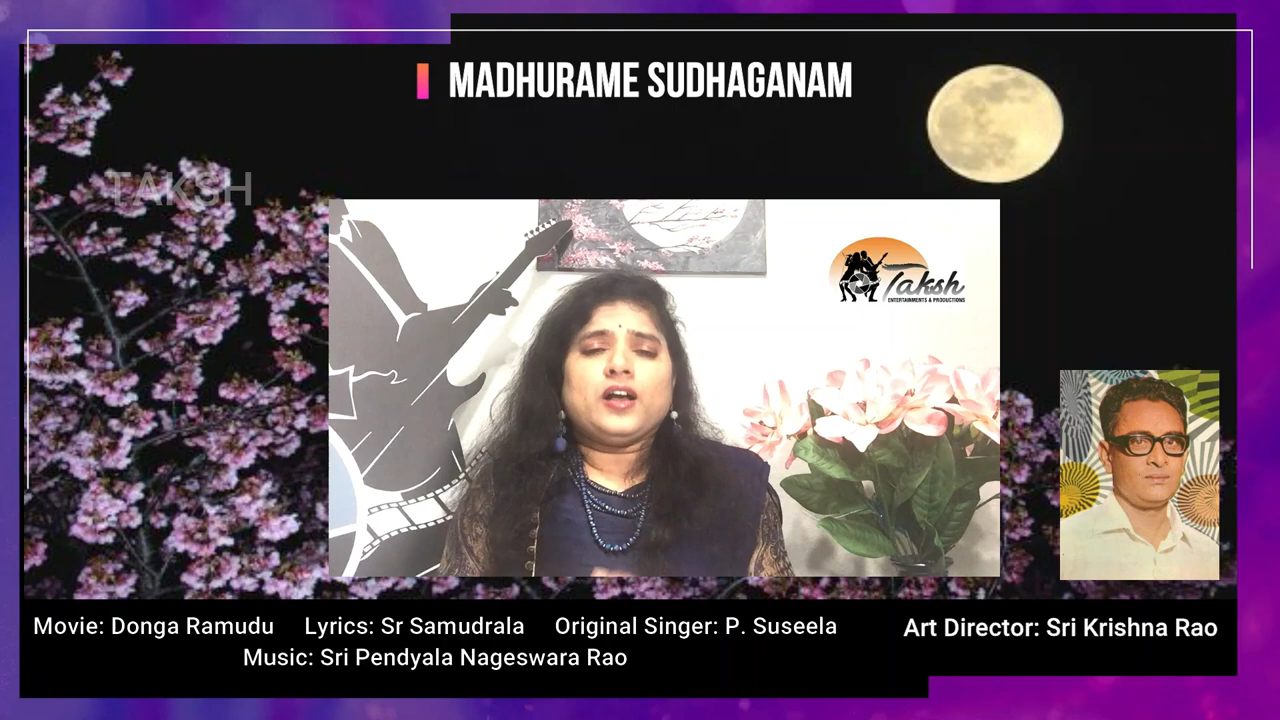 MADHURAME SUDHAGANAM
TAKSH
Taksh
ENTERTAINMENTS & PRODUCTIONS
Movie: Donga Ramudu Lyrics: Sr Samudrala Original Singer: P. Suseela
Music: Sri Pendyala Nageswara Rao
Art Director: Sri Krishna Rao